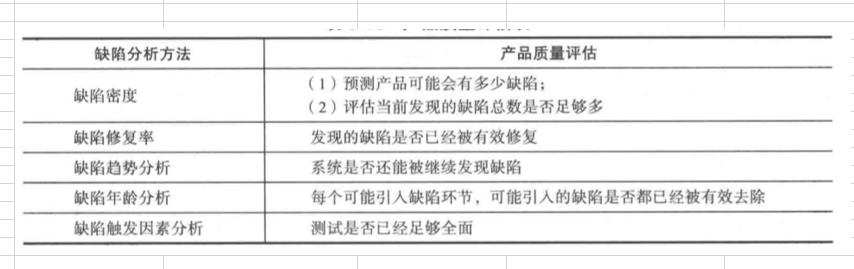 缺陷分析方法 产品质量评估
缺陷密度 (1)预测产品可能会有多少缺陷;
(2)评估当前发现的缺陷总数是否足够多
缺陷修复率 发现的缺陷是否已经被有效修复
缺陷趋势分析 系统是否还能被继续发现缺陷
缺陷年龄分析 每个可能引入缺陷环节，可能引入的缺陷是否都已经被有效去除
缺陷触发因素分析 测试是否已经足够全面